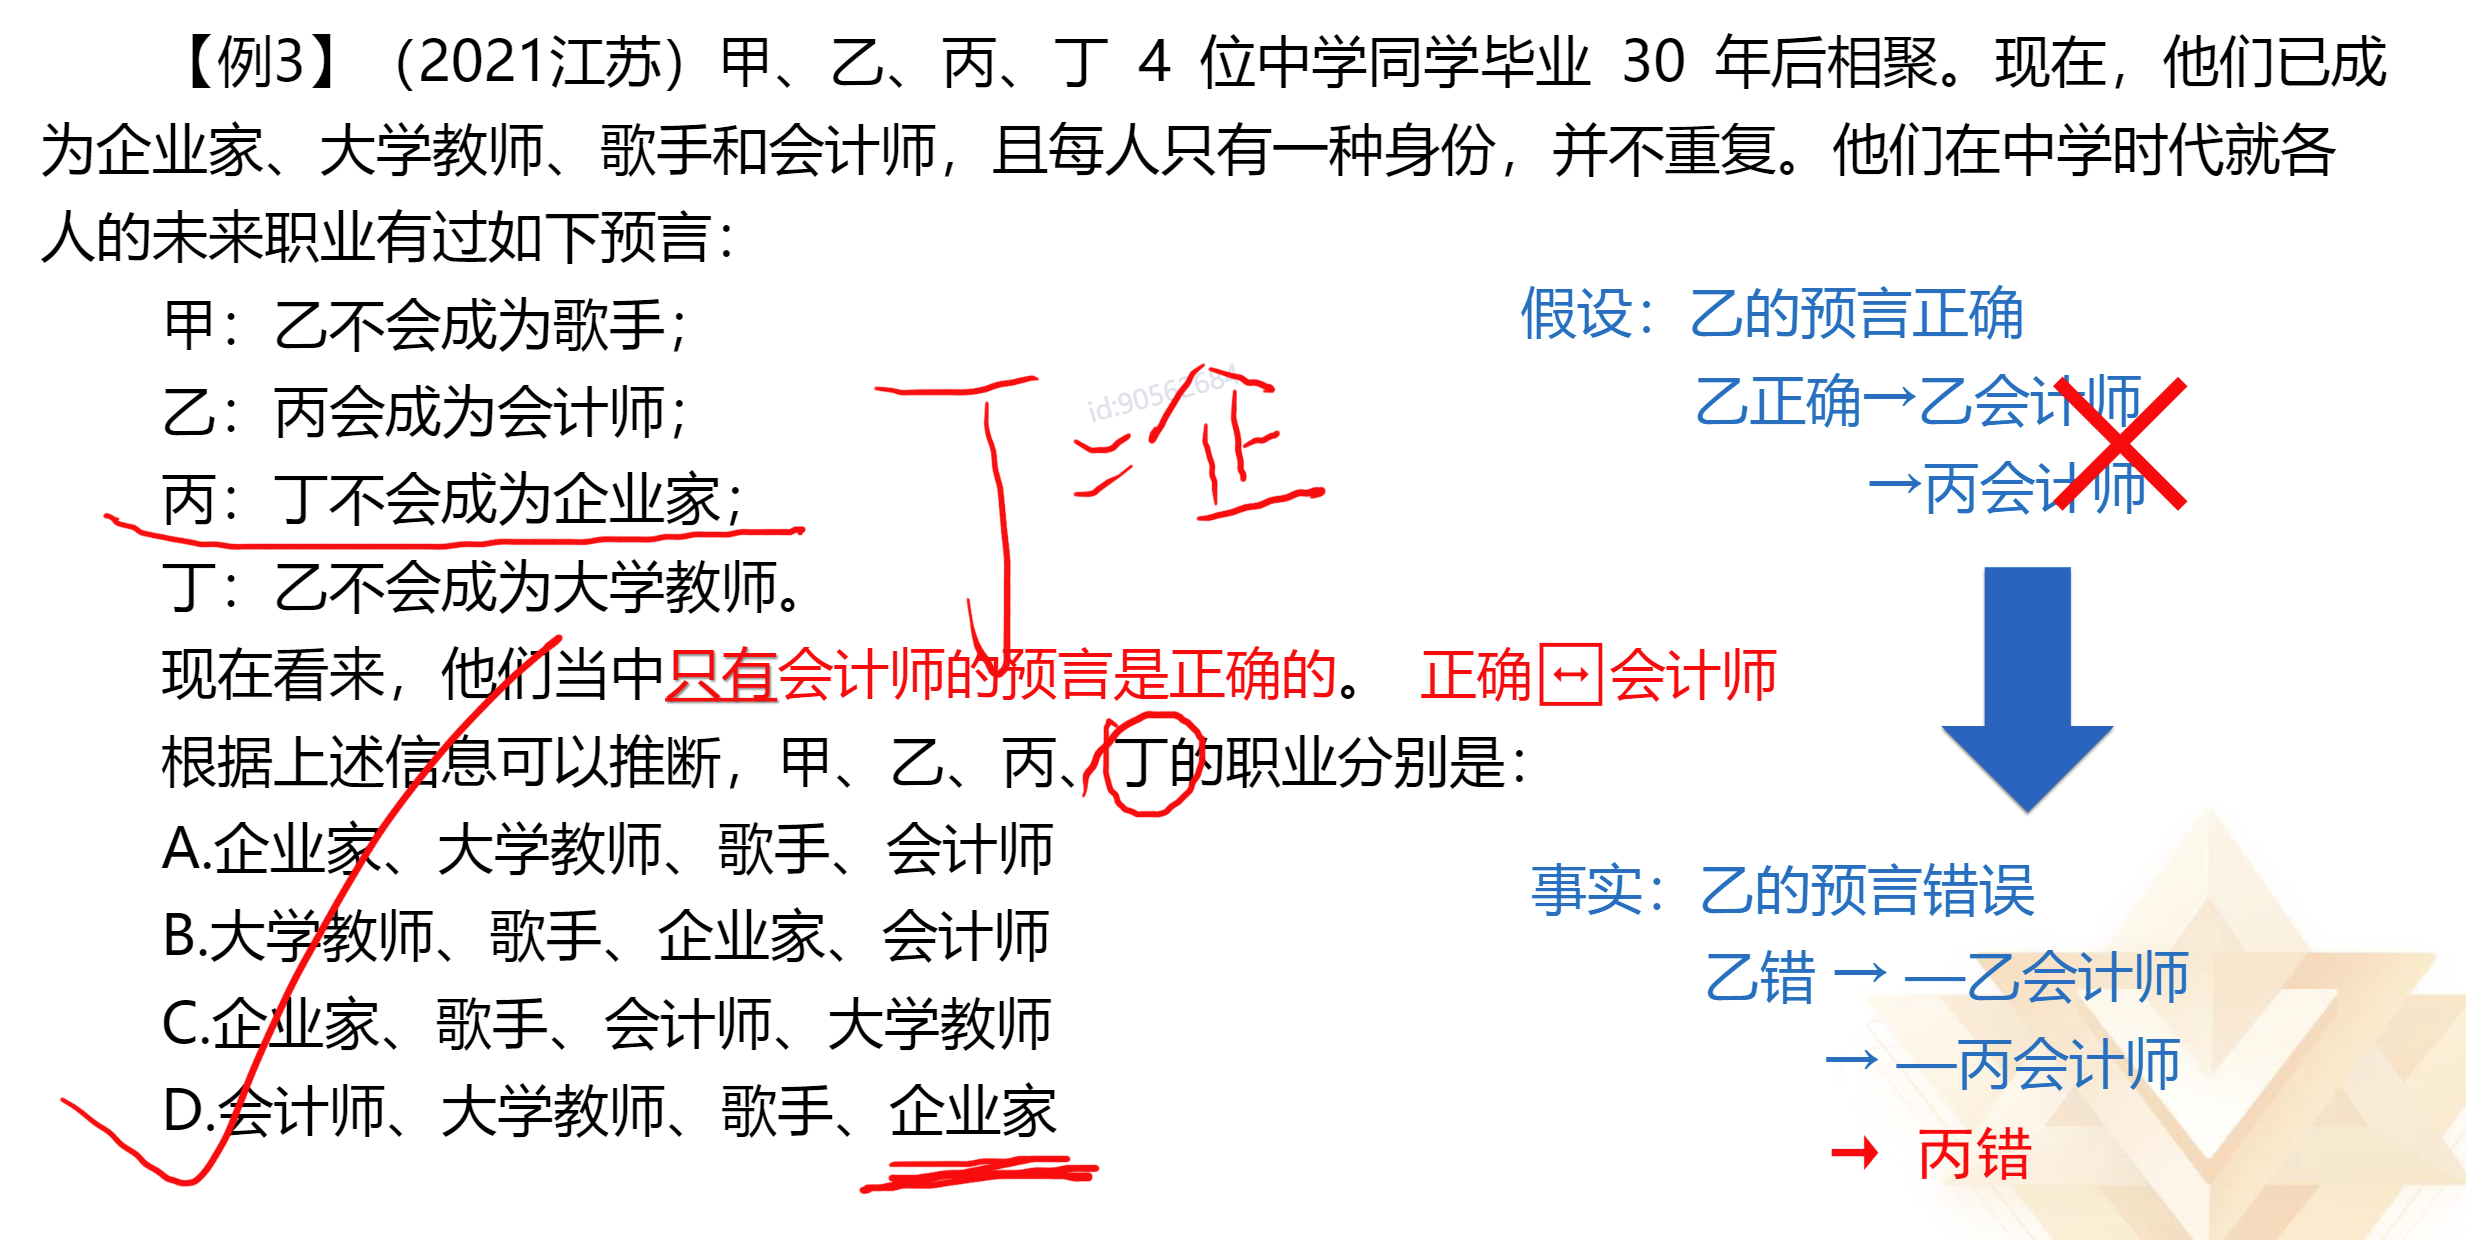 【例3】（2021江苏）甲、乙、丙、丁 4 位中学同学毕业 30 年后相聚。现在，他们已成
为企业家、大学教师、歌手和会计师，且每人只有一种身份，并不重复。他们在中学时代就各
人的未来职业有过如下预言：
甲：乙不会成为歌手；
乙：丙会成为会计师；
丙：丁不会成为企业家；
丁：乙不会成为大学教师。
现在看来，他们当中只有会计师的预言是正确的。 正确↔会计师
根据上述信息可以推断，甲、乙、丙、丁的职业分别是：
A.企业家、大学教师、歌手、会计师
B.大学教师、歌手、企业家、会计师
C.企业家、歌手、会计师、大学教师
D.会计师、大学教师、歌手、企业家
假设：乙的预言正确
乙正确→乙会计师
→丙会计师
事实：乙的预言错误
乙错 → —乙会计师
→ —丙会计师
→ 丙错
丁 = 企
id:90562684